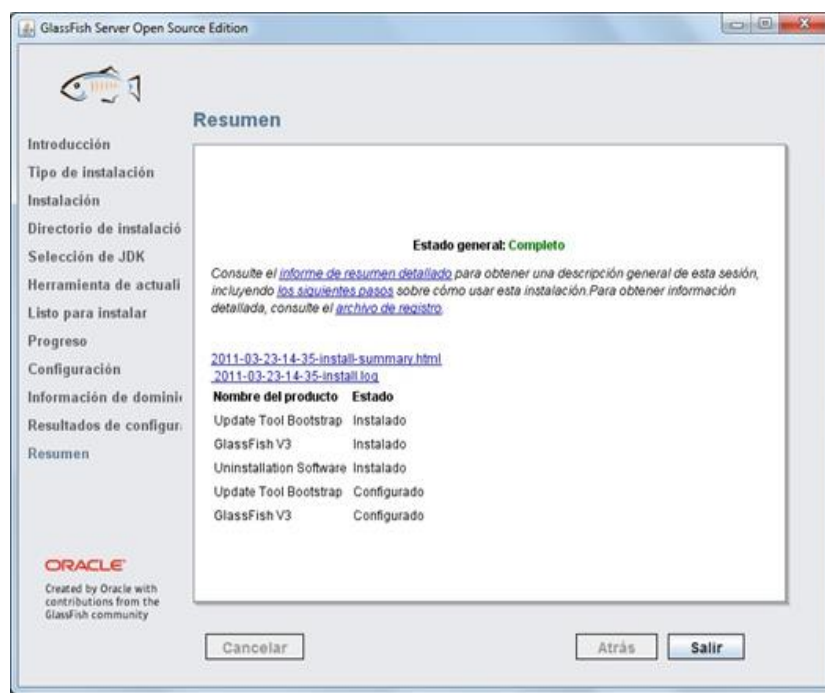 GlassFish Server Open Source Edition
Resumen
Introducción
Tipo de instalación
Instalación
Directorio de instalació
Selección de JDK
Herramienta de actuali
Listo para instalar
Progreso
Configuración
Información de domini
Resultados de configur
Resumen
Estado general: Completo
Consulte el informe de resumen detallado para obtener una descripción general de esta sesión,
incluyendo los siguientes pasos sobre cómo usar esta instalación.Para obtener información
detallada, consulte el archivo de registro.
2011-03-23-14-35-install-summary.html
2011-03-23-14-35-install.log
Nombre del producto Estado
Update Tool Bootstrap Instalado
GlassFish V3 Instalado
Uninstallation Software Instalado
Update Tool Bootstrap Configurado
GlassFish V3 Configurado
ORACLE
Created by Oracle with
contributions from the
GlassFish community
Cancelar Atrás Salir